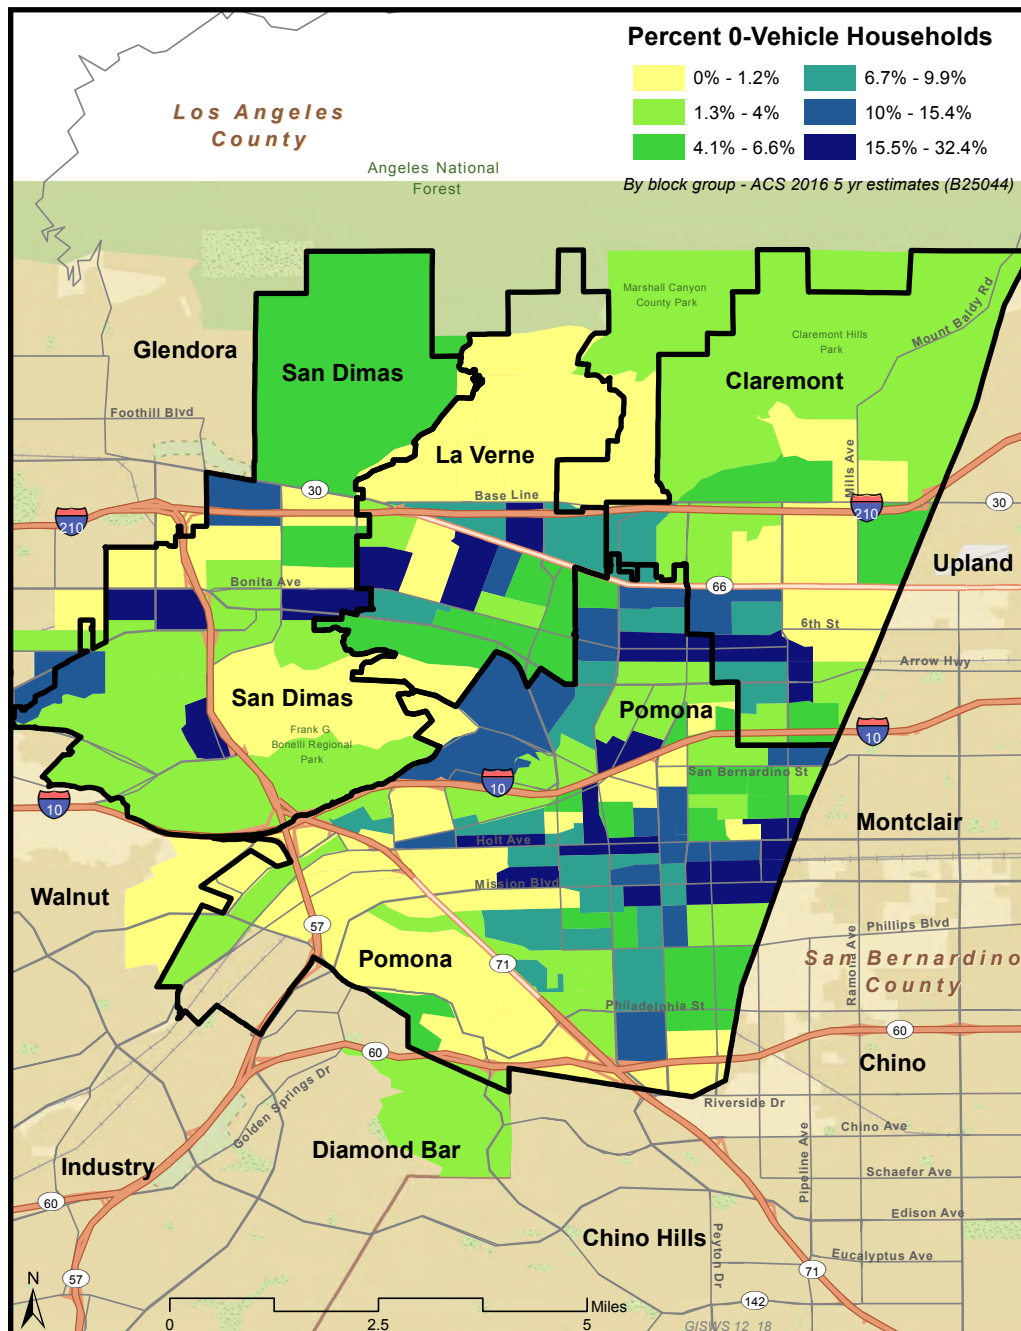 Percent 0-Vehicle Households
0% - 1.2%
6.7% - 9.9%
1.3% - 4%
10% - 15.4%
4.1% - 6.6%
15.5% - 32.4%
By block group - ACS 2016 5 yr estimates (B25044)
Los Angeles
County
Angeles National
Forest
Marshall Canyon
County Park
Mount Baldy Rd
Claremont Hills
Park
Glendora
San Dimas
Claremont
Foothill Blvd
La Verne
Mills Ave
30
Base Line
210
210
30
Upland
Bonita Ave
66
6th St
Arrow Hwy
San Dimas
Pomona
Frank G
Bonelli Regional
Park
10
San Bernardino St
10
10
Montclair
Holt Ave
Mission Blvd
Walnut
57
Phillips Blvd
Pomona
71
Ramona Ave
San Bernardino
County
Philadelphia St
60
60
Chino
Golden Springs Dr
Riverside Dr
Chino Ave
Diamond Bar
Pipeline Ave
Industry
Schaefer Ave
60
Edison Ave
Chino Hills
Peyton Dr
Eucalyptus Ave
57
71
N
142
Miles
0
2.5
5
GISWS 12_18